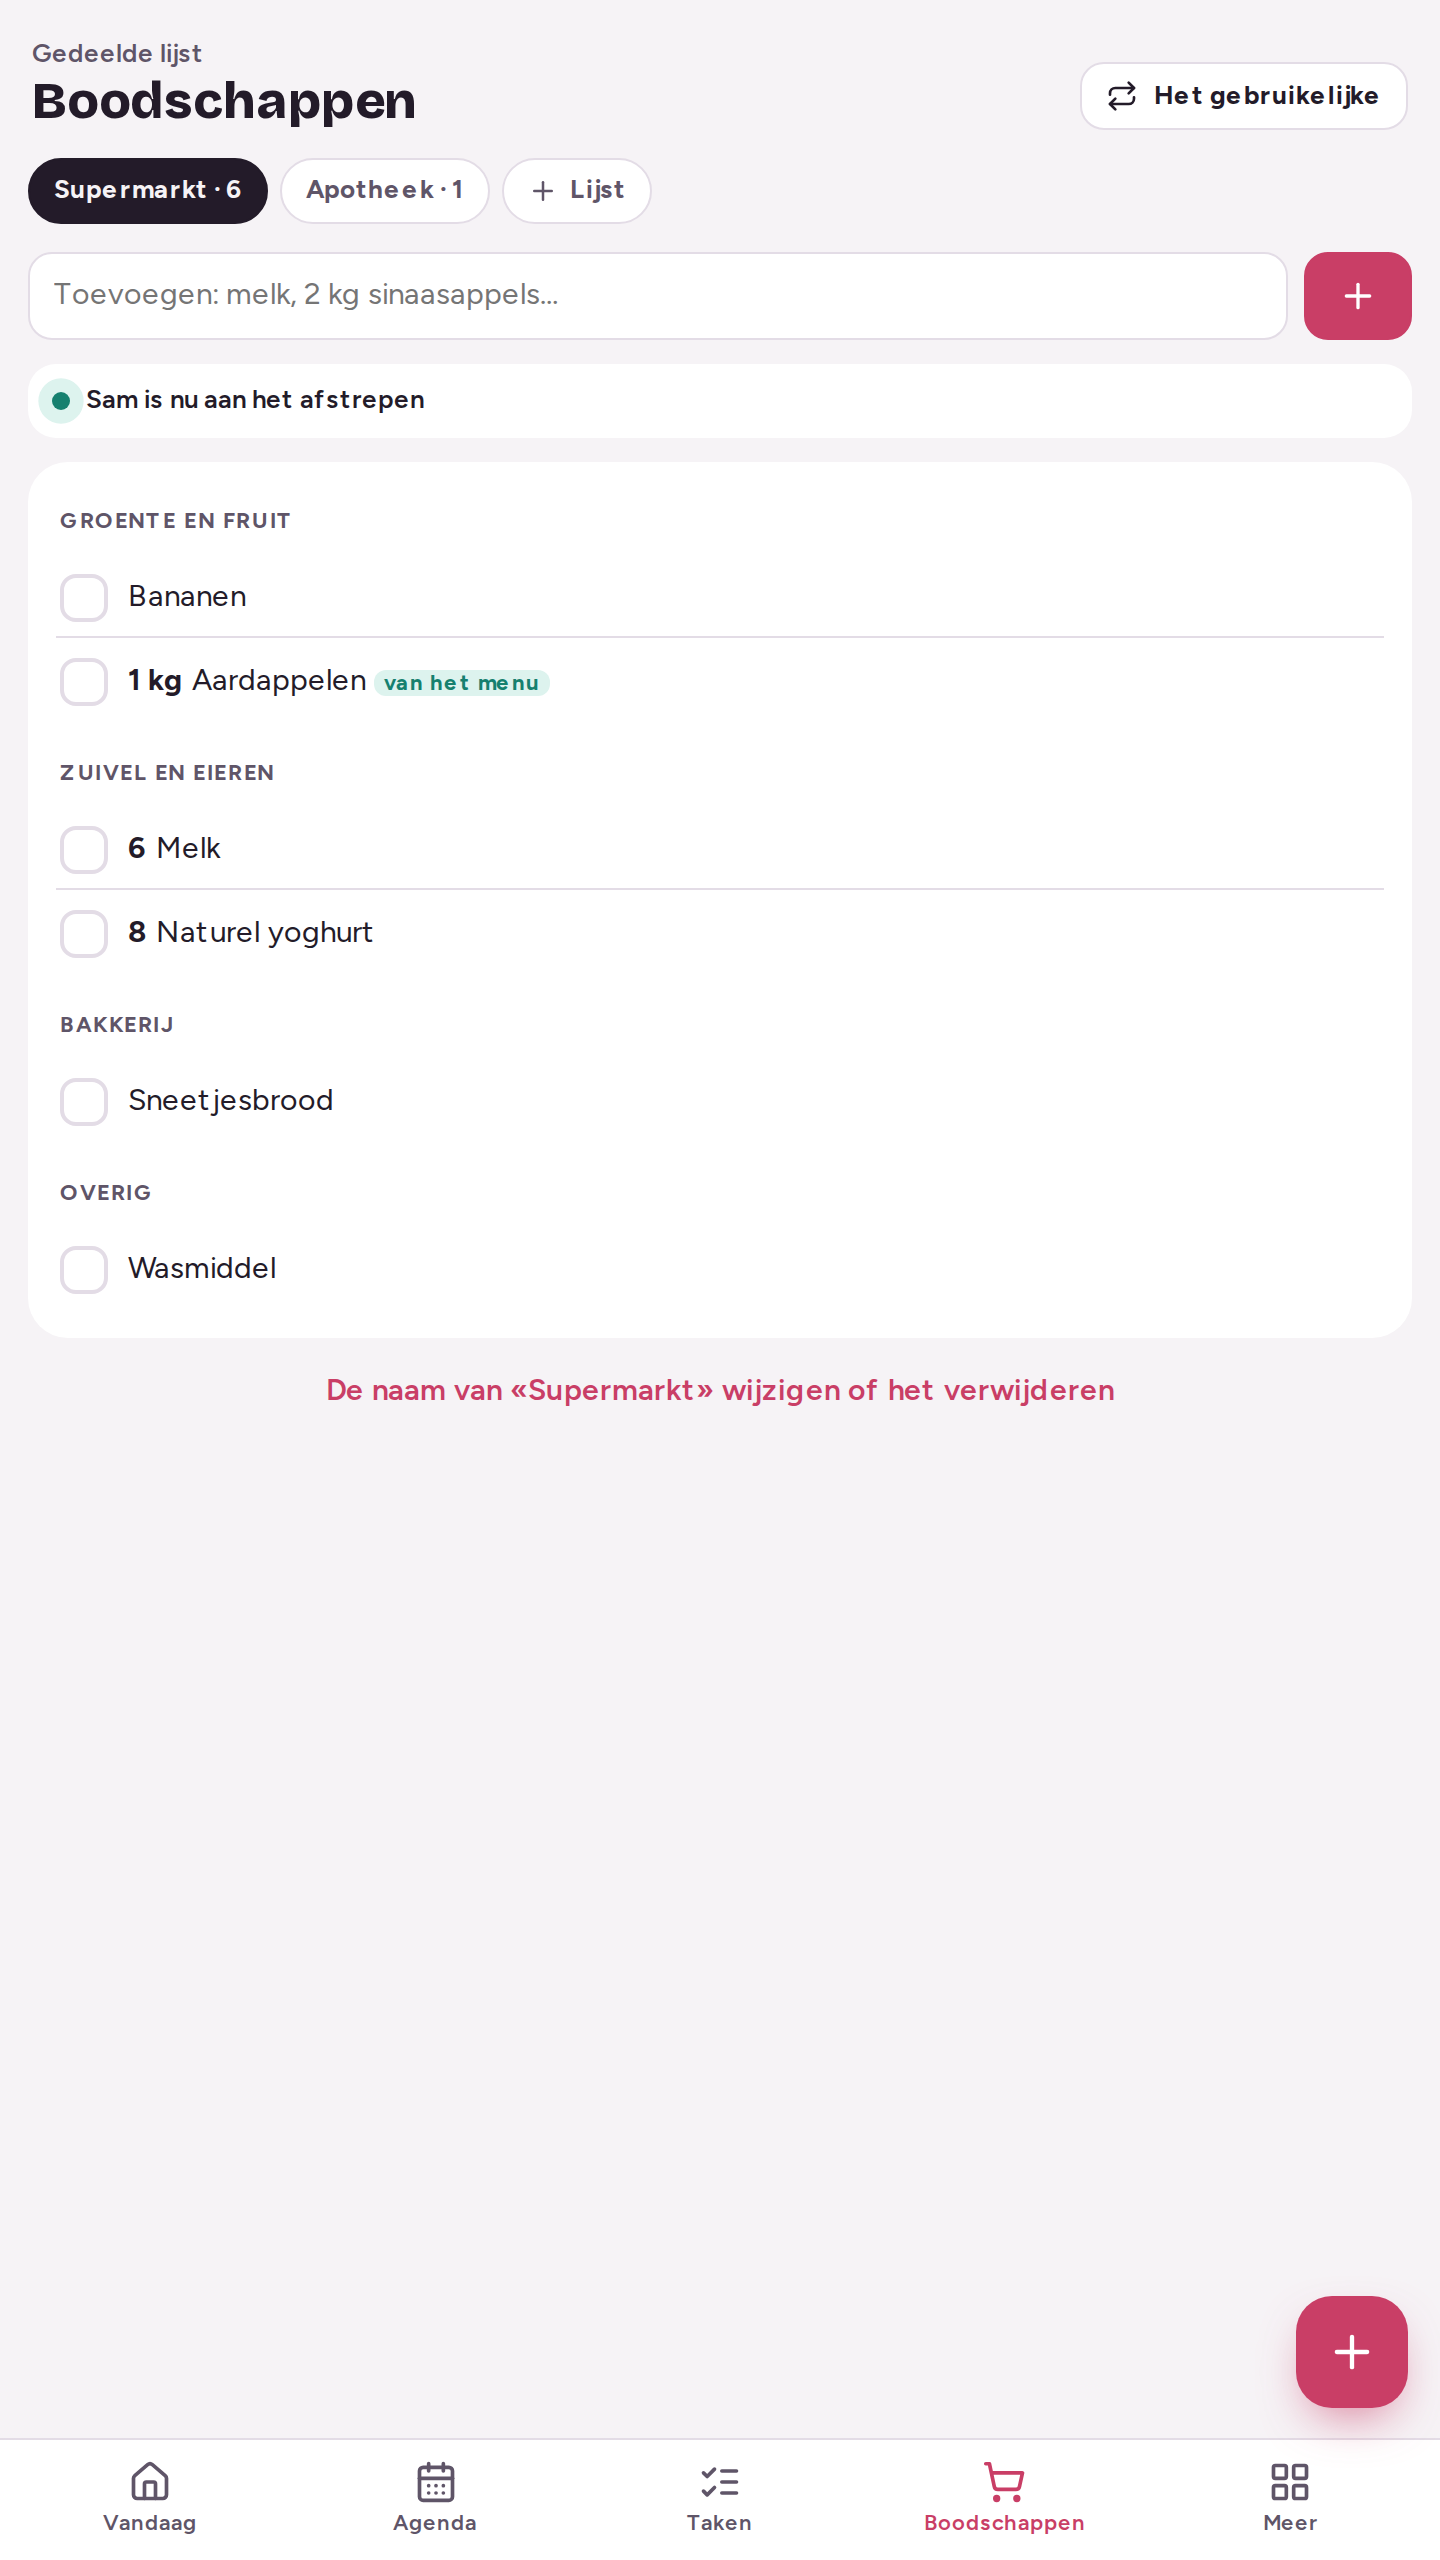 Gedeelde lijst
Boodschappen
Het gebruikelijke
Supermarkt · 6
Apotheek · 1
Lijst
Toevoegen: melk, 2 kg sinaasappels...
Sam is nu aan het afstrepen
GROENTE EN FRUIT
Bananen
1 kg Aardappelen van het menu
ZUIVEL EN EIEREN
6 Melk
8 Naturel yoghurt
BAKKERIJ
Sneetjesbrood
OVERIG
Wasmiddel
De naam van «Supermarkt» wijzigen of het verwijderen
Vandaag
Agenda
Taken
Boodschappen
Meer